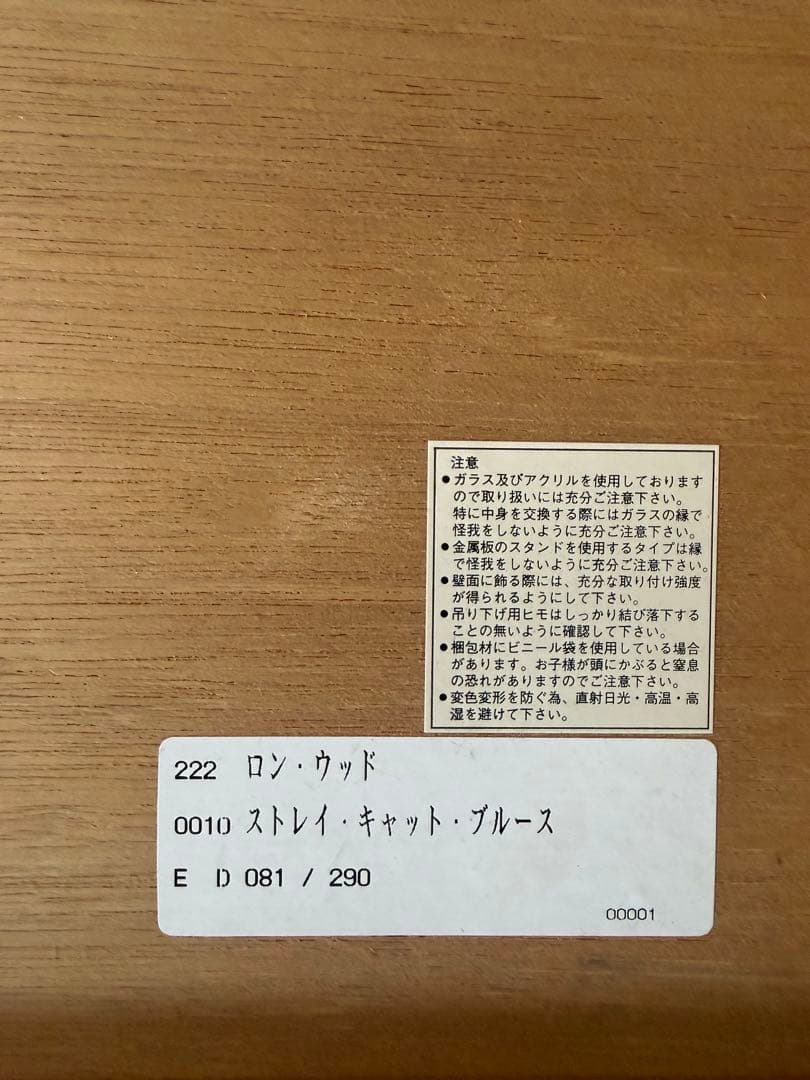 注意
●ガラス及びアクリルを使用しております
ので取り扱いには充分ご注意下さい。
特に中身を交換する際にはガラスの縁で
怪我をしないように充分ご注意下さい。
●金属板のスタンドを使用するタイプは縁
で怪我をしないように充分ご注意下さい。
●壁面に飾る際には、充分な取り付け強度
が得られるようにして下さい。
●吊り下げ用ヒモはしっかり結び落下する
ことの無いように確認して下さい。
●梱包材にビニール袋を使用している場合
があります。お子様が頭にかぶると窒息
の恐れがありますのでご注意下さい。
●変色変形を防ぐ為、直射日光・高温・高
湿を避けて下さい。
222 ロン・ウッド
0010 ストレイ・キャット・ブルース
E D 081 / 290
00001